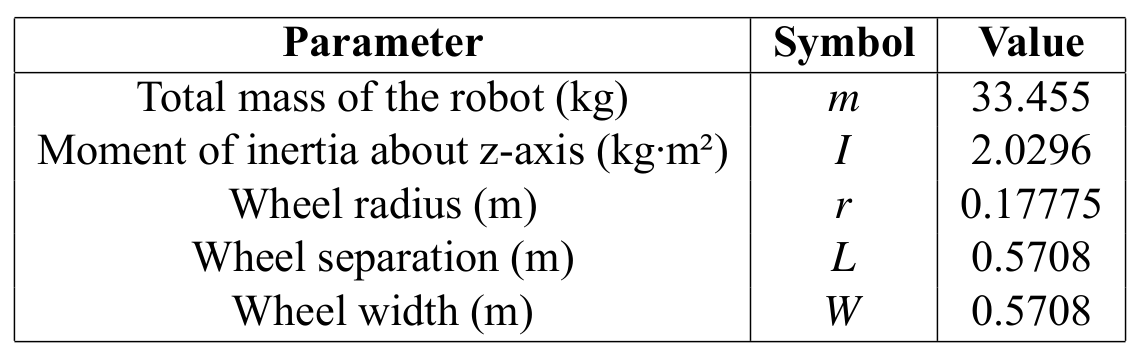 Parameter Symbol Value
Total mass of the robot (kg) m 33.455
Moment of inertia about z-axis (kg·m²) I 2.0296
Wheel radius (m) r 0.17775
Wheel separation (m) L 0.5708
Wheel width (m) W 0.5708